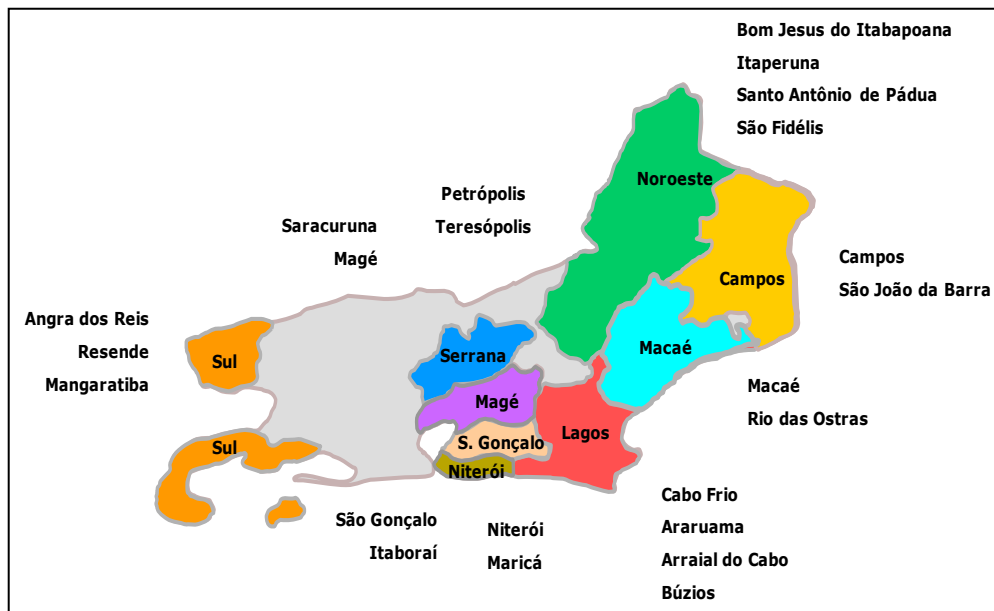 Bom Jesus do Itabapoana
Itaperuna
Santo Antônio de Pádua
São Fidélis
Noroeste
Petrópolis
Teresópolis
Saracuruna
Magé
Campos
Campos
São João da Barra
Angra dos Reis
Resende
Mangaratiba
Sul
Serrana
Macaé
Macaé
Rio das Ostras
Magé
Lagos
S. Gonçalo
Sul
Niterói
São Gonçalo
Itaboraí
Niterói
Maricá
Cabo Frio
Araruama
Arraial do Cabo
Búzios